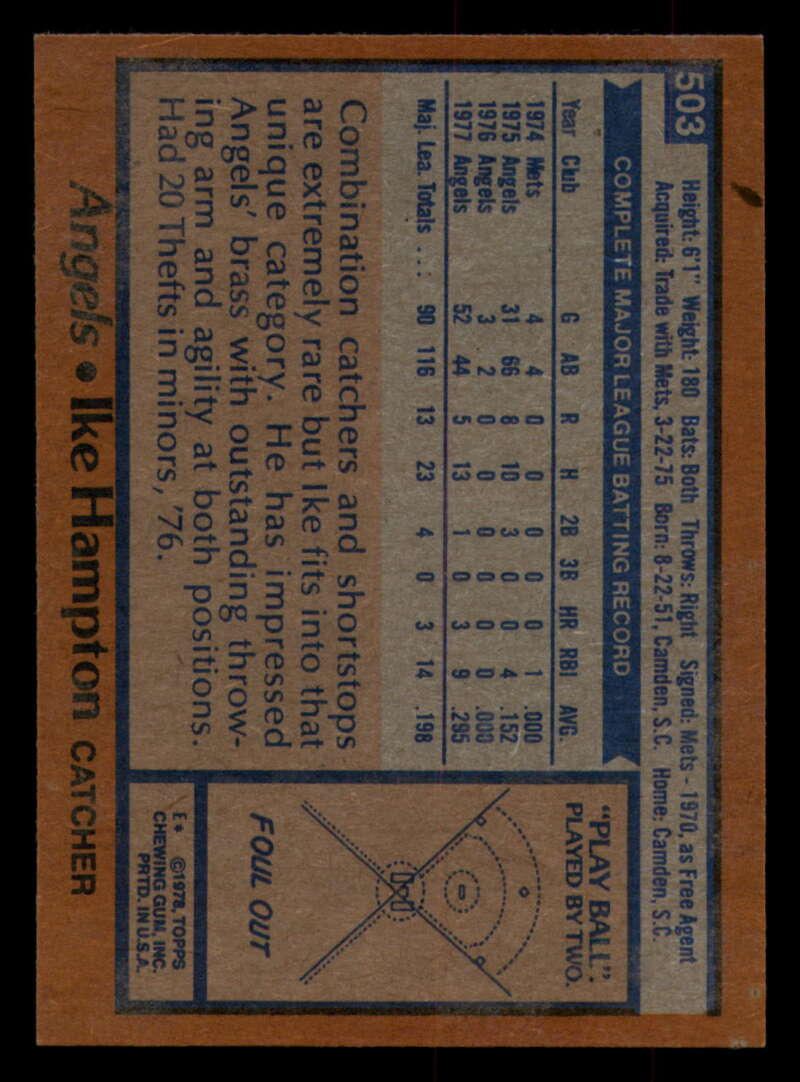 503
Height: 6'1" Weight: 180 Bats: Both Throws: Right Signed: Mets - 1970, as Free Agent
Acquired: Trade with Mets, 3-22-75 Born: 8-22-51, Camden, S.C. Home: Camden, S.C.
COMPLETE MAJOR LEAGUE BATTING RECORD
Year Club G AB R H 2B 3B HR RBI AVG.
1974 Mets 4 4 0 0 0 0 0 1 .000
1975 Angels 31 66 8 10 3 0 0 4 .152
1976 Angels 3 2 0 0 0 0 0 0 .000
1977 Angels 52 44 5 13 1 0 3 9 .295
Maj. Lea. Totals ... 90 116 13 23 4 0 3 14 .198
Combination catchers and shortstops
are extremely rare but Ike fits into that
unique category. He has impressed
Angels' brass with outstanding throw-
ing arm and agility at both positions.
Had 20 Thefts in minors, '76.
"PLAY BALL":
PLAYED BY TWO.
FOUL OUT
E* ©1978, TOPPS
CHEWING GUM, INC.
PRTD. IN U.S.A.
Angels • Ike Hampton CATCHER